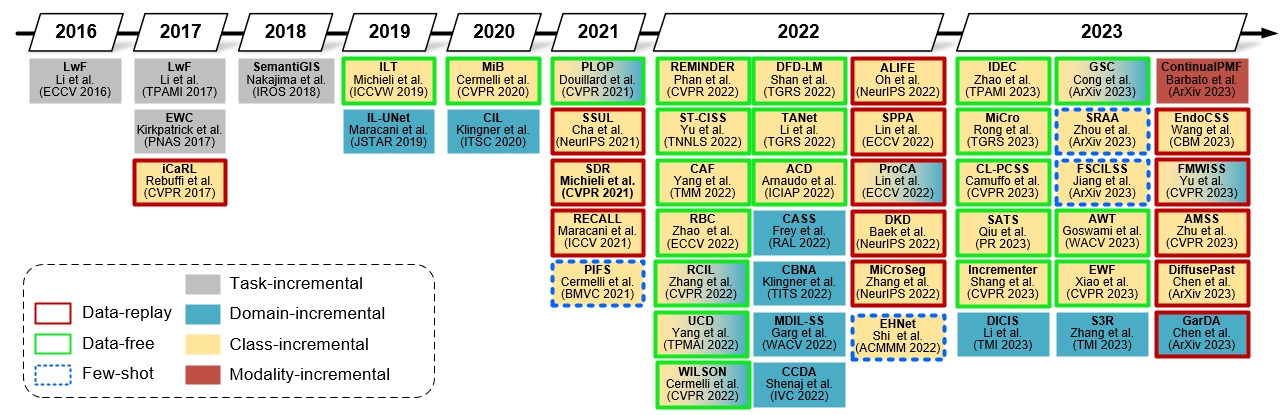 2016
2017
2018
2019
2020
2021
2022
2023
LwF
Li et al.
(ECCV 2016)
LwF
Li et al.
(TPAMI 2017)
EWC
Kirkpatrick et al.
(PNAS 2017)
iCaRL
Rebuffi et al.
(CVPR 2017)
SemantiGIS
Nakajima et al.
(IROS 2018)
ILT
Michieli et al.
(ICCVW 2019)
IL-UNet
Maracani et al.
(JSTAR 2019)
MiB
Cermelli et al.
(CVPR 2020)
CIL
Klingner et al.
(ITSC 2020)
PLOP
Douillard et al.
(CVPR 2021)
SSUL
Cha et al.
(NeurIPS 2021)
SDR
Michieli et al.
(CVPR 2021)
RECALL
Maracani et al.
(ICCV 2021)
PIFS
Cermelli et al.
(BMVC 2021)
REMINDER
Phan et al.
(CVPR 2022)
ST-CISS
Yu et al.
(TNNLS 2022)
CAF
Yang et al.
(TMM 2022)
RBC
Zhao et al.
(ECCV 2022)
RCIL
Zhang et al.
(CVPR 2022)
UCD
Yang et al.
(TPMAI 2022)
WILSON
Cermelli et al.
(CVPR 2022)
DFD-LM
Shan et al.
(TGRS 2022)
TANet
Li et al.
(TGRS 2022)
ACD
Arnaudo et al.
(ICIAP 2022)
CASS
Frey et al.
(RAL 2022)
CBNA
Klingner et al.
(TITS 2022)
MDIL-SS
Garg et al.
(WACV 2022)
CCDA
Shenaj et al.
(IVC 2022)
ALIFE
Oh et al.
(NeurIPS 2022)
SPPA
Lin et al.
(ECCV 2022)
ProCA
Lin et al.
(ECCV 2022)
DKD
Baek et al.
(NeurIPS 2022)
MiCroSeg
Zhang et al.
(NeurIPS 2022)
EHNet
Shi et al.
(ACMMM 2022)
IDEC
Zhao et al.
(TPAMI 2023)
MiCro
Rong et al.
(TGRS 2023)
CL-PCSS
Camuffo et al.
(CVPR 2023)
SATS
Qiu et al.
(PR 2023)
Incrementer
Shang et al.
(CVPR 2023)
DICIS
Li et al.
(TMI 2023)
GSC
Cong et al.
(ArXiv 2023)
SRAA
Zhou et al.
(ArXiv 2023)
FSCILSS
Jiang et al.
(ArXiv 2023)
AWT
Goswami et al.
(WACV 2023)
EWF
Xiao et al.
(CVPR 2023)
S3R
Zhang et al.
(TMI 2023)
ContinualPMF
Barbato et al.
(ArXiv 2023)
EndoCSS
Wang et al.
(CBM 2023)
FMWISS
Yu et al.
(CVPR 2023)
AMSS
Zhu et al.
(CVPR 2023)
DiffusePast
Chen et al.
(ArXiv 2023)
GarDA
Chen et al.
(ArXiv 2023)
Data-replay
Data-free
Few-shot
Task-incremental
Domain-incremental
Class-incremental
Modality-incremental